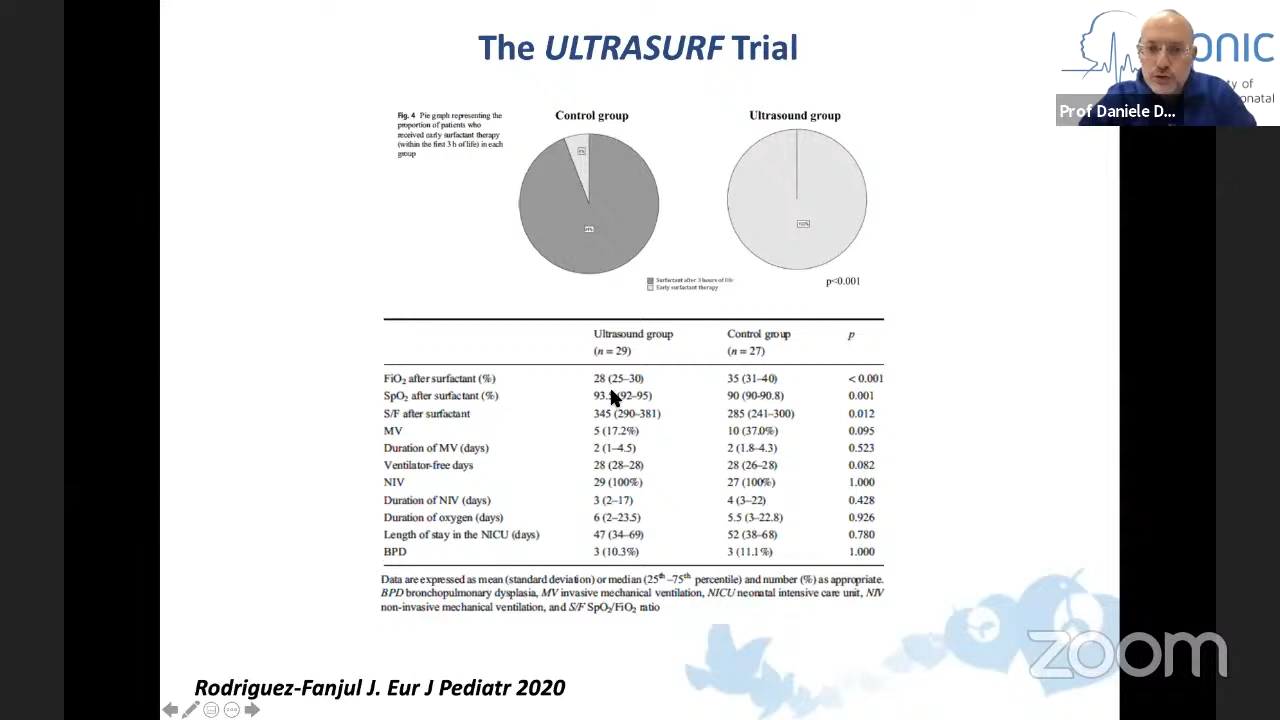 The ULTRASURF Trial
ONIC
ty of
onatal
Prof Daniele D...
Fig. 4 Pie graph representing the
proportion of patients who
received early surfactant therapy
(within the first 3 h of life) in each
group
Control group
Ultrasound group
Surfactant after 3 hours of life
Early surfactant therapy
p<0.001
Ultrasound group Control group p
(n = 29) (n = 27)
FiO2 after surfactant (%) 28 (25–30) 35 (31–40) < 0.001
SpO2 after surfactant (%) 93. (92–95) 90 (90-90.8) 0.001
S/F after surfactant 345 (290–381) 285 (241–300) 0.012
MV 5 (17.2%) 10 (37.0%) 0.095
Duration of MV (days) 2 (1–4.5) 2 (1.8–4.3) 0.523
Ventilator-free days 28 (28–28) 28 (26–28) 0.082
NIV 29 (100%) 27 (100%) 1.000
Duration of NIV (days) 3 (2–17) 4 (3–22) 0.428
Duration of oxygen (days) 6 (2–23.5) 5.5 (3–22.8) 0.926
Length of stay in the NICU (days) 47 (34–69) 52 (38–68) 0.780
BPD 3 (10.3%) 3 (11.1%) 1.000
Data are expressed as mean (standard deviation) or median (25th –75th percentile) and number (%) as appropriate.
BPD bronchopulmonary dysplasia, MV invasive mechanical ventilation, NICU neonatal intensive care unit, NIV
non-invasive mechanical ventilation, and S/F SpO2/FiO2 ratio
zoom
Rodriguez-Fanjul J. Eur J Pediatr 2020